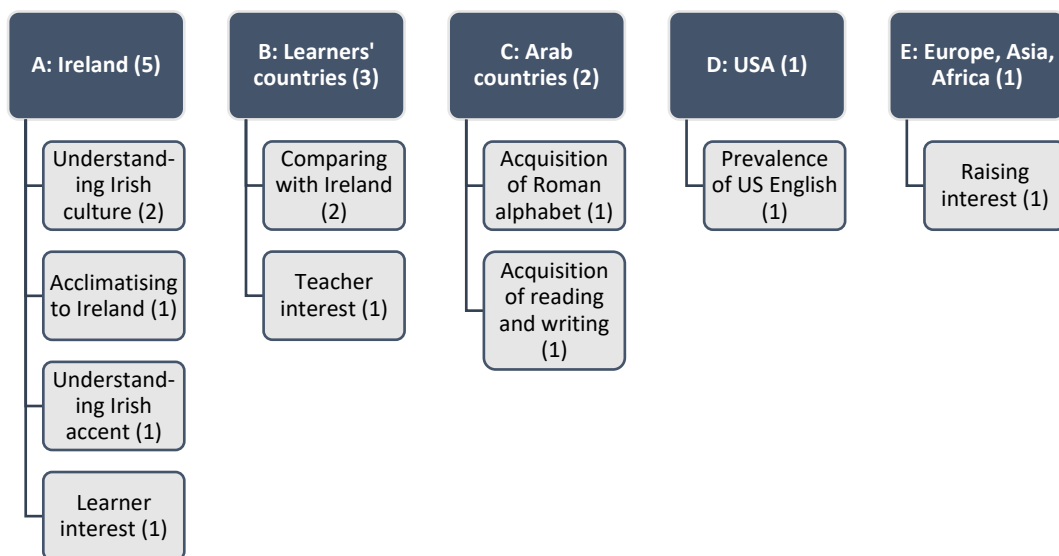 A: Ireland (5)
Understand-
ing Irish
culture (2)
Acclimatising
to Ireland (1)
Understand-
ing Irish
accent (1)
Learner
interest (1)
B: Learners'
countries (3)
Comparing
with Ireland
(2)
Teacher
interest (1)
C: Arab
countries (2)
Acquisition
of Roman
alphabet (1)
Acquisition
of reading
and writing
(1)
D: USA (1)
Prevalence
of US English
(1)
E: Europe, Asia,
Africa (1)
Raising
interest (1)